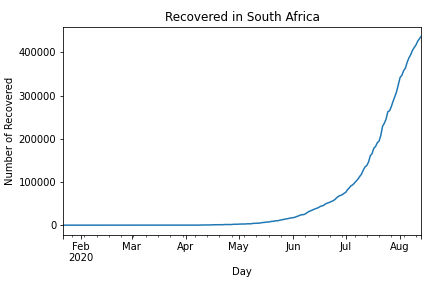 Recovered in South Africa
Number of Recovered
400000
300000
200000
100000
0
Feb Mar Apr May Jun Jul Aug
2020
Day